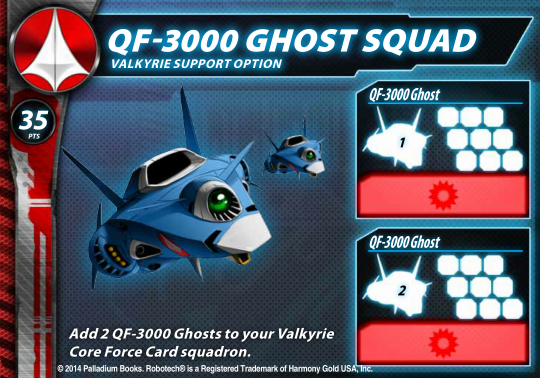 QF-3000 GHOST SQUAD
VALKYRIE SUPPORT OPTION
35
PTS
QF-3000 Ghost
1
QF-3000 Ghost
2
Add 2 QF-3000 Ghosts to your Valkyrie
Core Force Card squadron.
© 2014 Palladium Books. Robotech® is a Registered Trademark of Harmony Gold USA, Inc.